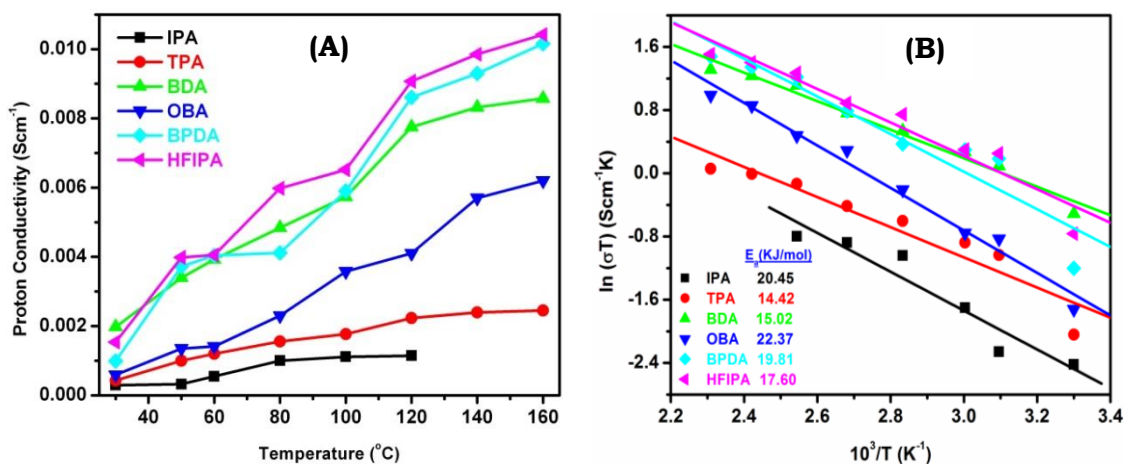 (A)
IPA
TPA
BDA
OBA
BPDA
HFIPA
Proton Conductivity (Scm⁻¹)
0.010
0.008
0.006
0.004
0.002
0.000
40 60 80 100 120 140 160
Temperature (°C)
(B)
ln (σT) (Scm⁻¹K)
1.6
0.8
0.0
-0.8
-1.6
-2.4
Eₐ(KJ/mol)
IPA 20.45
TPA 14.42
BDA 15.02
OBA 22.37
BPDA 19.81
HFIPA 17.60
2.2 2.4 2.6 2.8 3.0 3.2 3.4
10³/T (K⁻¹)